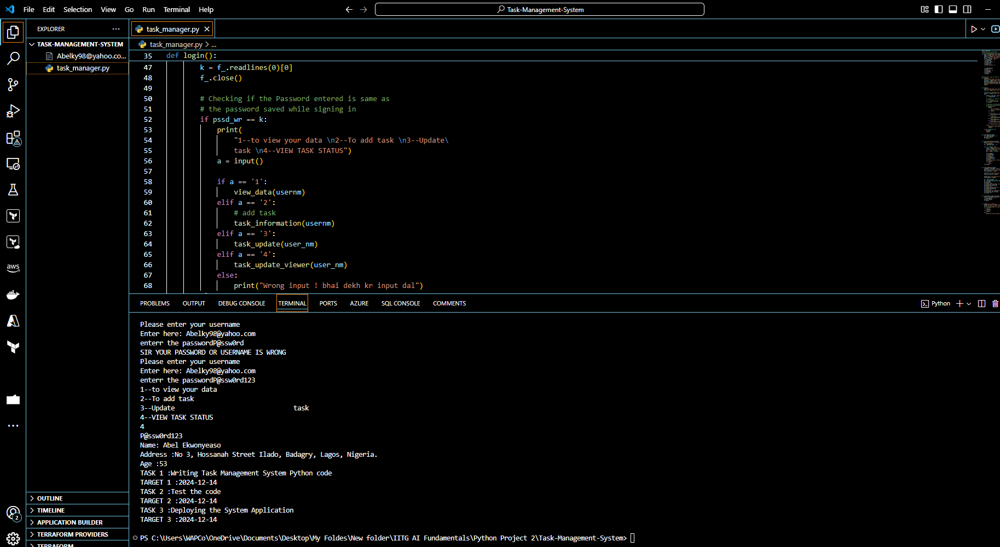 File Edit Selection View Go Run Terminal Help
Task-Management-System
EXPLORER
TASK-MANAGEMENT-SYSTEM
Abelky98@yahoo.co...
task_manager.py
aws
2
OUTLINE
TIMELINE
APPLICATION BUILDER
TERRAFORM PROVIDERS
TERRAFORM
task_manager.py
task_manager.py > ...
35 def login():
47 k = f_.readlines(0)[0]
48 f_.close()
49
50 # Checking if the Password entered is same as
51 # the password saved while signing in
52 if pssd_wr == k:
53 print(
54 "1--to view your data \n2--To add task \n3--Update\
55 task \n4--VIEW TASK STATUS")
56 a = input()
57
58 if a == '1':
59 view_data(usernm)
60 elif a == '2':
61 # add task
62 task_information(usernm)
63 elif a == '3':
64 task_update(user_nm)
65 elif a == '4':
66 task_update_viewer(user_nm)
67 else:
68 print("Wrong input ! bhai dekh kr input dal")
PROBLEMS OUTPUT DEBUG CONSOLE TERMINAL PORTS AZURE SQL CONSOLE COMMENTS
Python
Please enter your username
Enter here: Abelky98@yahoo.com
enterr the passwordP@ssw0rd
SIR YOUR PASSWORD OR USERNAME IS WRONG
Please enter your username
Enter here: Abelky98@yahoo.com
enterr the passwordP@ssw0rd123
1--to view your data
2--To add task
3--Update task
4--VIEW TASK STATUS
4
P@ssw0rd123
Name: Abel Ekwonyeaso
Address :No 3, Hossanah Street Ilado, Badagry, Lagos, Nigeria.
Age :53
TASK 1 :Writing Task Management System Python code
TARGET 1 :2024-12-14
TASK 2 :Test the code
TARGET 2 :2024-12-14
TASK 3 :Deploying the System Application
TARGET 3 :2024-12-14
PS C:\Users\WAPCo\OneDrive\Documents\Desktop\My Foldes\New folder\IITG AI Fundamentals\Python Project 2\Task-Management-System>